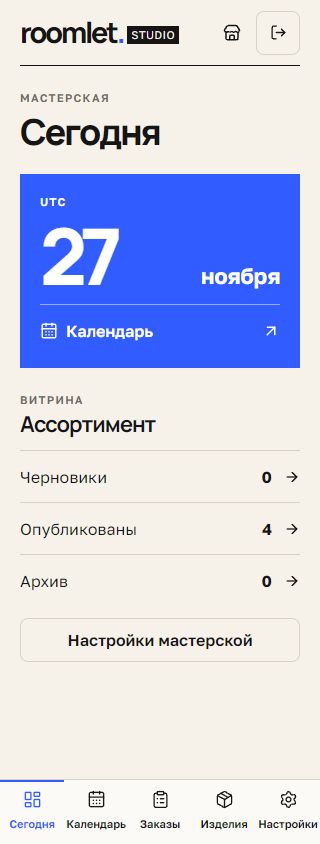 roomlet. STUDIO
МАСТЕРСКАЯ
Сегодня
UTC
27 ноября
Календарь
ВИТРИНА
Ассортимент
Черновики 0
Опубликованы 4
Архив 0
Настройки мастерской
Сегодня Календарь Заказы Изделия Настройки